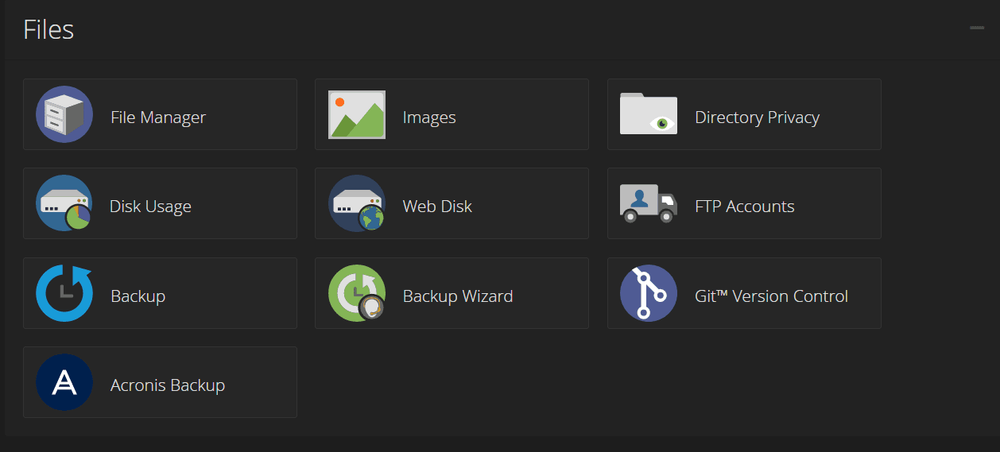 Files
File Manager
Images
Directory Privacy
Disk Usage
Web Disk
FTP Accounts
Backup
Backup Wizard
Git™ Version Control
Acronis Backup